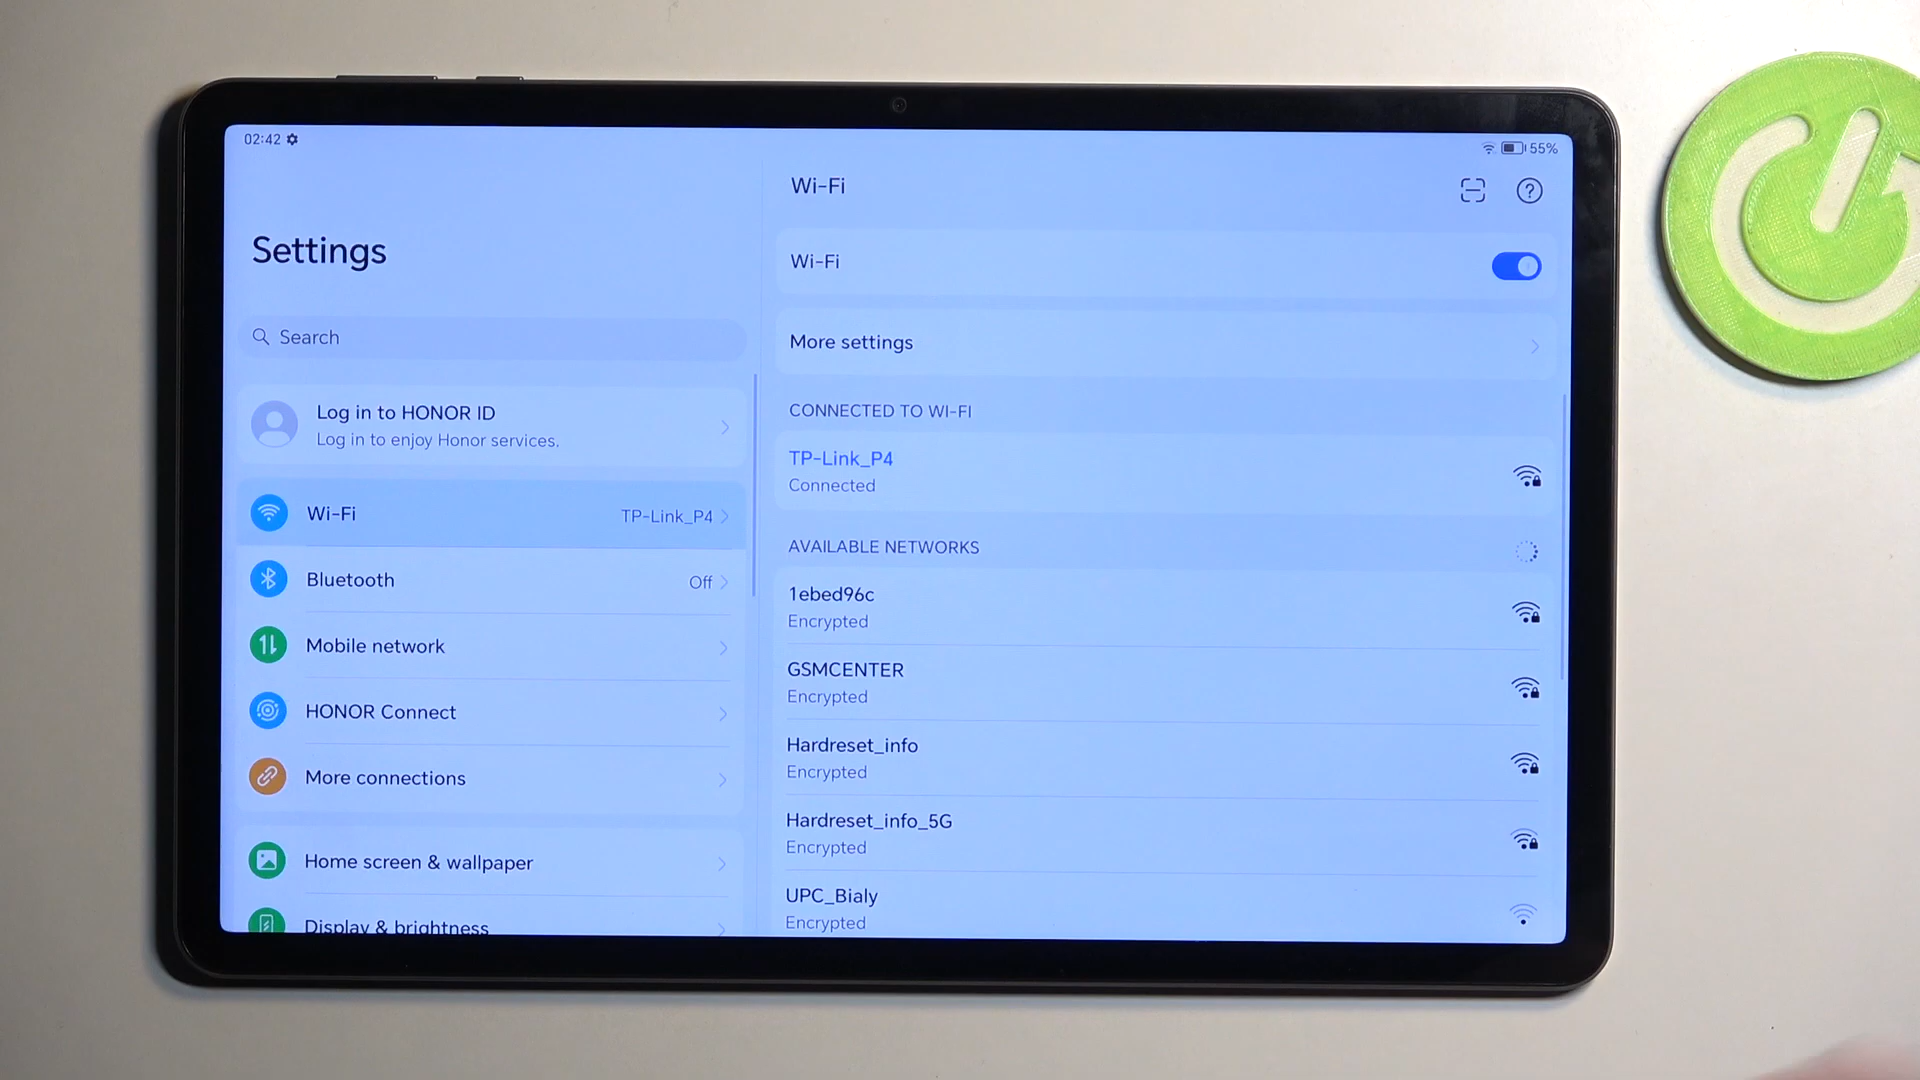 02:42
55%
Settings
Search
Log in to HONOR ID
Log in to enjoy Honor services.
Wi-Fi
TP-Link_P4
Bluetooth
Off
Mobile network
HONOR Connect
More connections
Home screen & wallpaper
Display & brightness
Wi-Fi
Wi-Fi
More settings
CONNECTED TO WI-FI
TP-Link_P4
Connected
AVAILABLE NETWORKS
1ebed96c
Encrypted
GSMCENTER
Encrypted
Hardreset_info
Encrypted
Hardreset_info_5G
Encrypted
UPC_Bialy
Encrypted